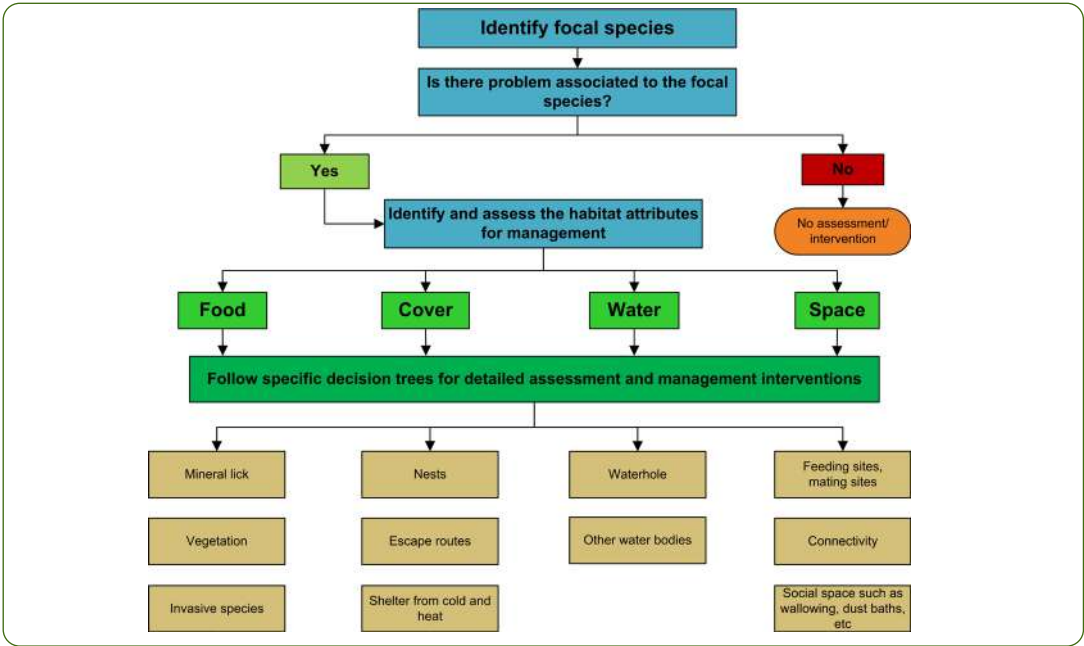 Identify focal species
Is there problem associated to the focal
species?
Yes
No
Identify and assess the habitat attributes
for management
No assessment/
intervention
Food
Cover
Water
Space
Follow specific decision trees for detailed assessment and management interventions
Mineral lick
Nests
Waterhole
Feeding sites,
mating sites
Vegetation
Escape routes
Other water bodies
Connectivity
Invasive species
Shelter from cold and
heat
Social space such as
wallowing, dust baths,
etc